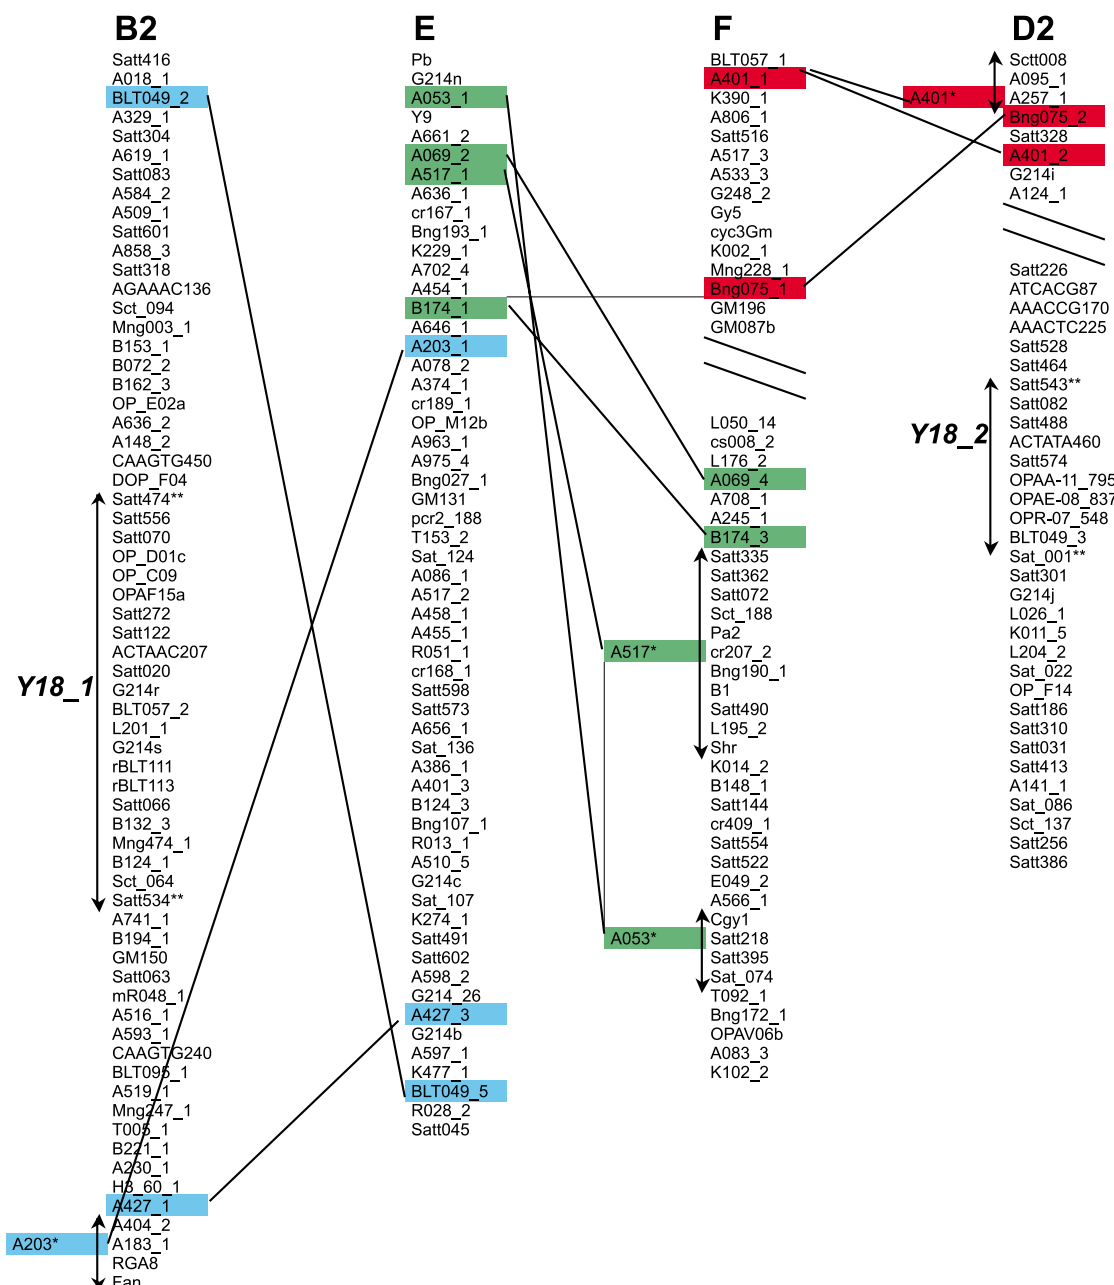 B2
Satt416
A018_1
BLT049_2
A329_1
Satt304
A619_1
Satt083
A584_2
A509_1
Satt601
A858_3
Satt318
AGAAAC136
Sct_094
Mng003_1
B153_1
B072_2
B162_3
OP_E02a
A636_2
A148_2
CAAGTG450
DOP_F04
Satt474**
Satt556
Satt070
OP_D01c
OP_C09
OPAF15a
Satt272
Satt122
ACTAAC207
Satt020
Y18_1
G214r
BLT057_2
L201_1
G214s
rBLT111
rBLT113
Satt066
B132_3
Mng474_1
B124_1
Sct_064
Satt534**
A741_1
B194_1
GM150
Satt063
mR048_1
A516_1
A593_1
CAAGTG240
BLT095_1
A519_1
Mng247_1
T005_1
B221_1
A230_1
H3_60_1
A427_1
A404_2
A203*
A183_1
RGA8
Fan
E
Pb
G214n
A053_1
Y9
A661_2
A069_2
A517_1
A636_1
cr167_1
Bng193_1
K229_1
A702_4
A454_1
B174_1
A646_1
A203_1
A078_2
A374_1
cr189_1
OP_M12b
A963_1
A975_4
Bng027_1
GM131
pcr2_188
T153_2
Sat_124
A086_1
A517_2
A458_1
A455_1
R051_1
cr168_1
Satt598
Satt573
A656_1
Sat_136
A386_1
A401_3
B124_3
Bng107_1
R013_1
A510_5
G214c
Sat_107
K274_1
Satt491
Satt602
A598_2
G214_26
A427_3
G214b
A597_1
K477_1
BLT049_5
R028_2
Satt045
F
BLT057_1
A401_1
K390_1
A806_1
Satt516
A517_3
A533_3
G248_2
Gy5
cyc3Gm
K002_1
Mng228_1
Bng075_1
GM196
GM087b
L050_14
cs008_2
L176_2
A069_4
A708_1
A245_1
B174_3
Satt335
Satt362
Satt072
Sct_188
Pa2
A517*
cr207_2
Bng190_1
B1
Satt490
L195_2
Shr
K014_2
B148_1
Satt144
cr409_1
Satt554
Satt522
E049_2
A566_1
Cgy1
A053*
Satt218
Satt395
Sat_074
T092_1
Bng172_1
OPAV06b
A083_3
K102_2
D2
Sctt008
A095_1
A401*
A257_1
Bng075_2
Satt328
A401_2
G214i
A124_1
Satt226
ATCACG87
AAACCG170
AAACTC225
Satt528
Satt464
Satt543**
Satt082
Satt488
Y18_2
ACTATA460
Satt574
OPAA-11_795
OPAE-08_837
OPR-07_548
BLT049_3
Sat_001**
Satt301
G214j
L026_1
K011_5
L204_2
Sat_022
OP_F14
Satt186
Satt310
Satt031
Satt413
A141_1
Sat_086
Sct_137
Satt256
Satt386